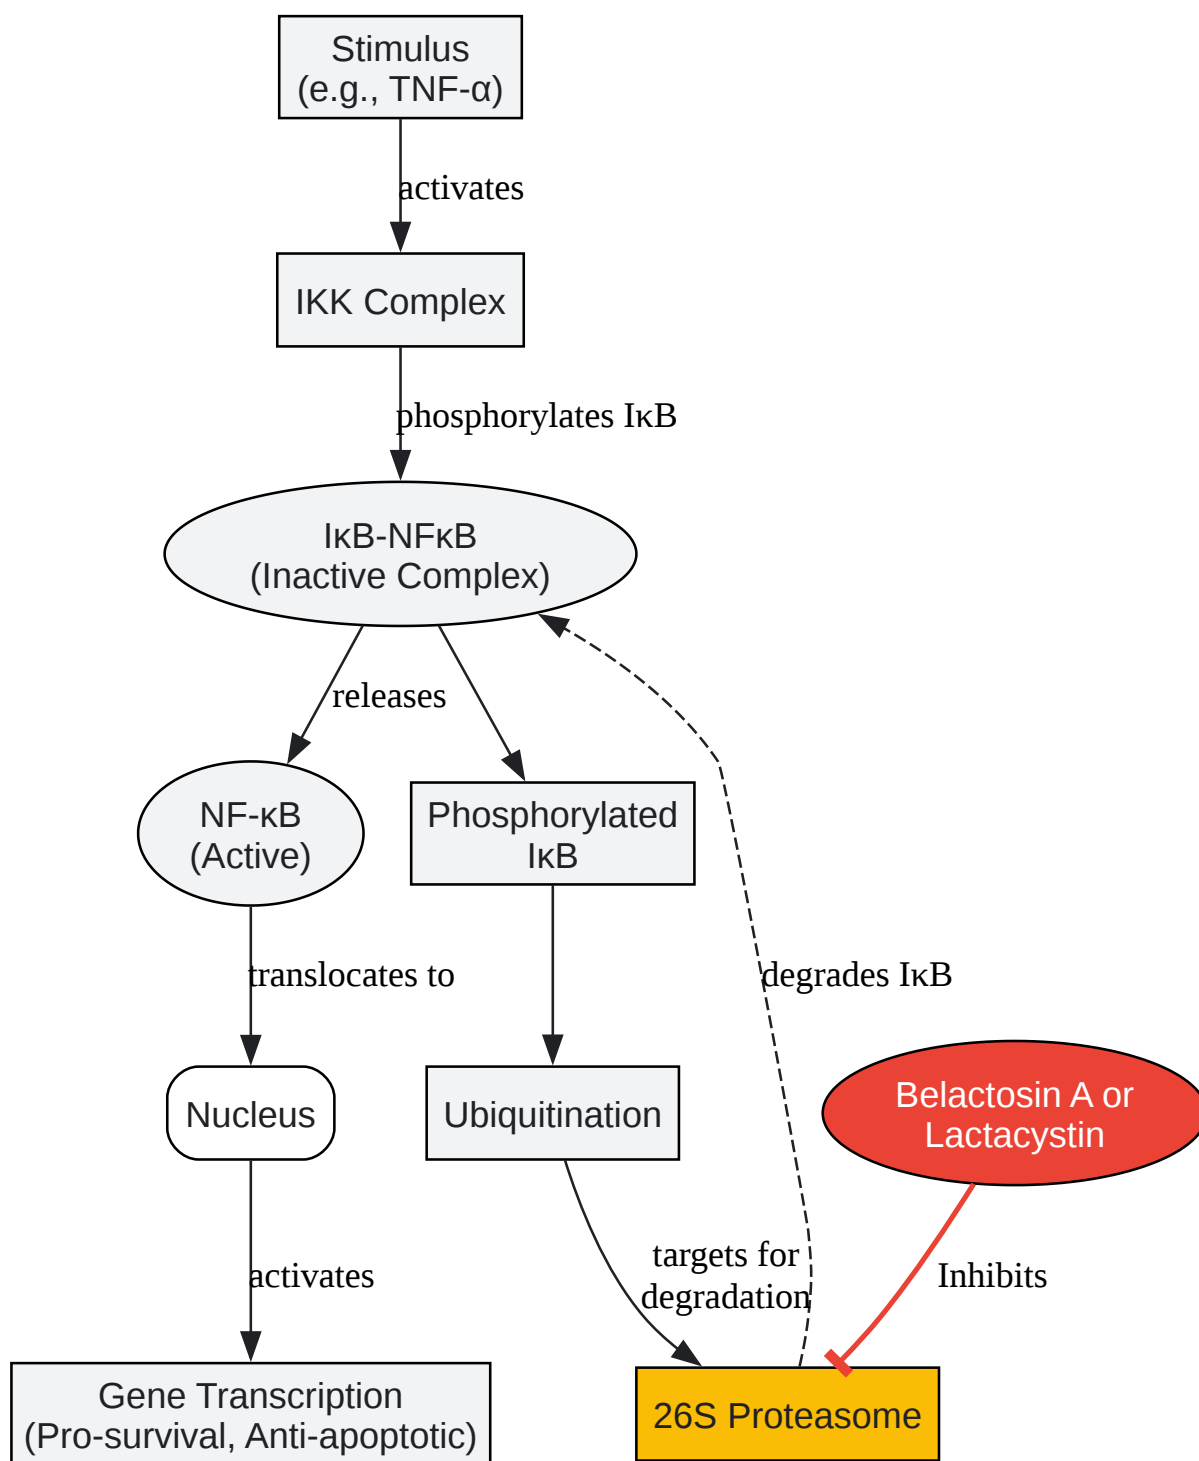 Stimulus
(e.g., TNF-α)
activates
IKK Complex
phosphorylates IκB
IκB-NFκB
(Inactive Complex)
releases
NF-κB
(Active)
Phosphorylated
IκB
translocates to
degrades IκB
Nucleus
Ubiquitination
Belactosin A or
Lactacystin
activates
targets for
degradation
Inhibits
Gene Transcription
(Pro-survival, Anti-apoptotic)
26S Proteasome